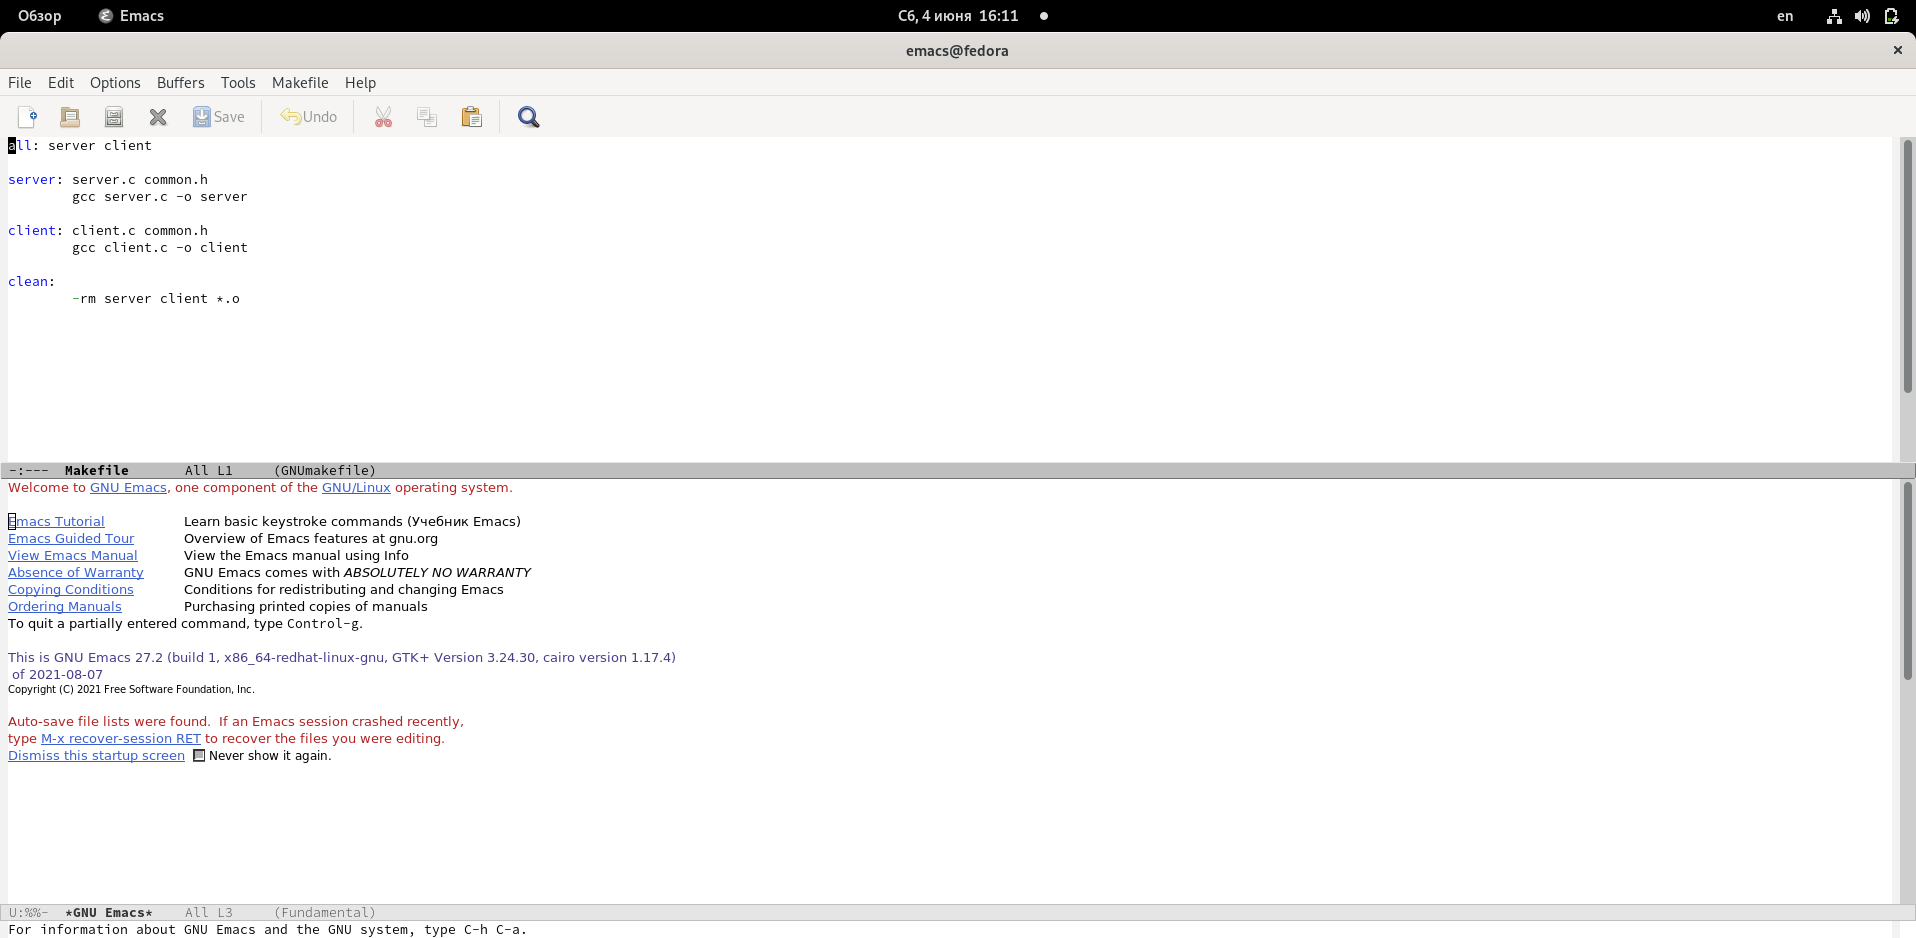 Обзор Emacs Сб, 4 июня 16:11 en
emacs@fedora
File Edit Options Buffers Tools Makefile Help
Save Undo
all: server client
server: server.c common.h
gcc server.c -o server
client: client.c common.h
gcc client.c -o client
clean:
-rm server client *.o
-:--- Makefile All L1 (GNUmakefile)
Welcome to GNU Emacs, one component of the GNU/Linux operating system.
Emacs Tutorial Learn basic keystroke commands (Учебник Emacs)
Emacs Guided Tour Overview of Emacs features at gnu.org
View Emacs Manual View the Emacs manual using Info
Absence of Warranty GNU Emacs comes with ABSOLUTELY NO WARRANTY
Copying Conditions Conditions for redistributing and changing Emacs
Ordering Manuals Purchasing printed copies of manuals
To quit a partially entered command, type Control-g.
This is GNU Emacs 27.2 (build 1, x86_64-redhat-linux-gnu, GTK+ Version 3.24.30, cairo version 1.17.4)
of 2021-08-07
Copyright (C) 2021 Free Software Foundation, Inc.
Auto-save file lists were found. If an Emacs session crashed recently,
type M-x recover-session RET to recover the files you were editing.
Dismiss this startup screen Never show it again.
U:%%- *GNU Emacs* All L3 (Fundamental)
For information about GNU Emacs and the GNU system, type C-h C-a.